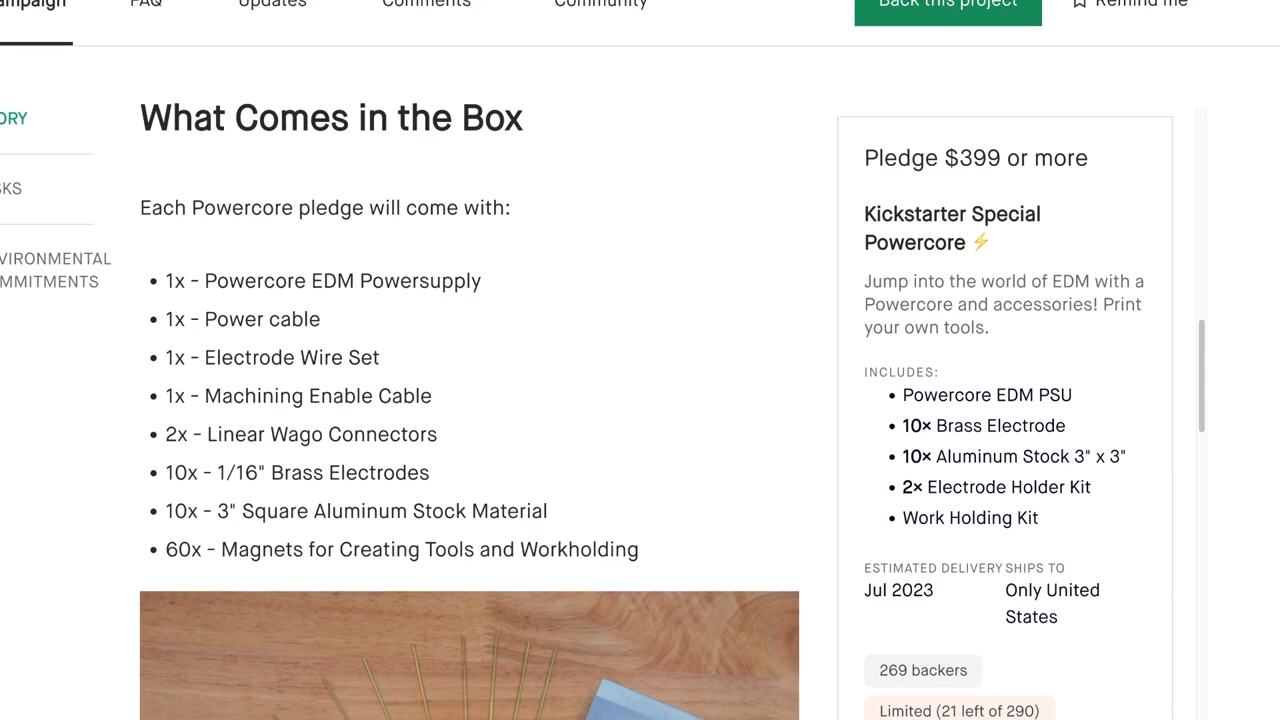 FAQ
Updates
Comments
Community
Back this project
Remind me
What Comes in the Box
Each Powercore pledge will come with:
• 1x - Powercore EDM Powersupply
• 1x - Power cable
• 1x - Electrode Wire Set
• 1x - Machining Enable Cable
• 2x - Linear Wago Connectors
• 10x - 1/16" Brass Electrodes
• 10x - 3" Square Aluminum Stock Material
• 60x - Magnets for Creating Tools and Workholding
Pledge $399 or more
Kickstarter Special
Powercore ⚡
Jump into the world of EDM with a
Powercore and accessories! Print
your own tools.
INCLUDES:
• Powercore EDM PSU
• 10× Brass Electrode
• 10× Aluminum Stock 3" x 3"
• 2× Electrode Holder Kit
• Work Holding Kit
ESTIMATED DELIVERY
Jul 2023
SHIPS TO
Only United
States
269 backers
Limited (21 left of 290)